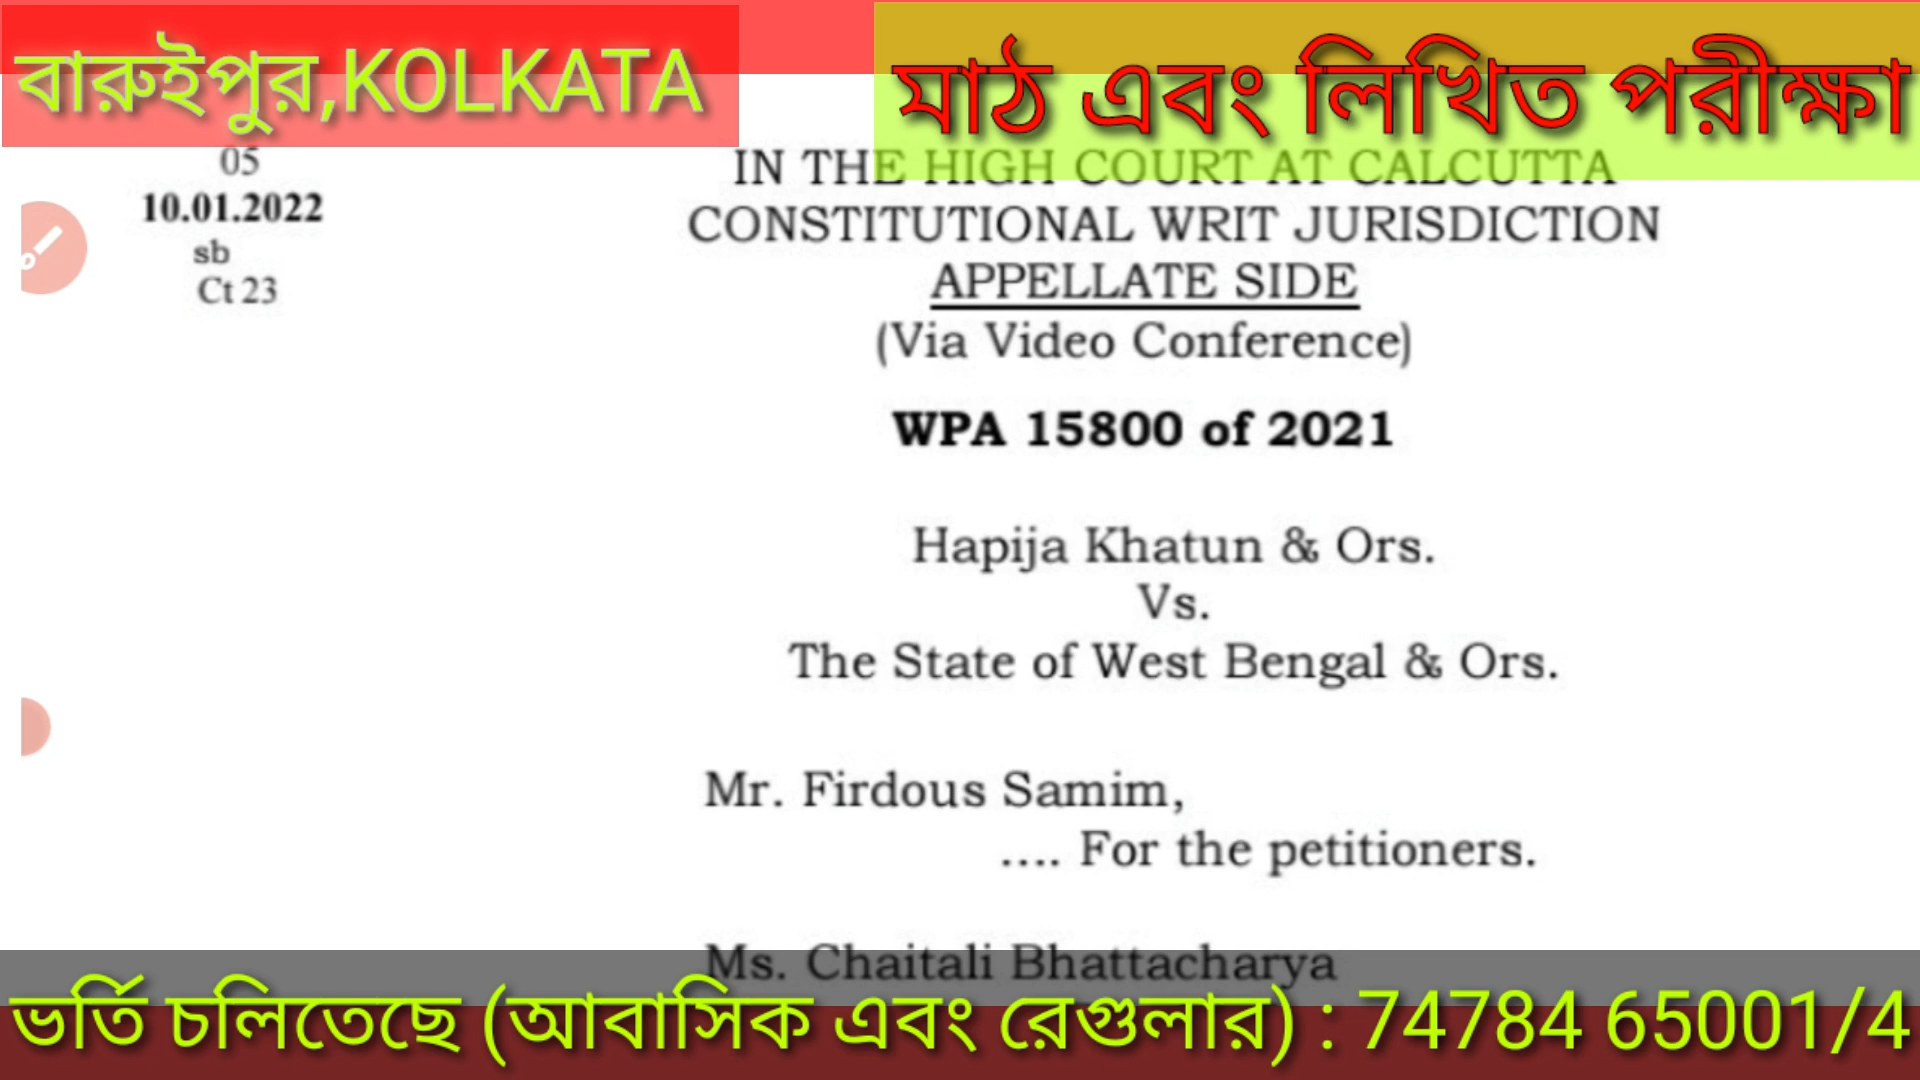 বারুইপুর,KOLKATA
মাঠ এবং লিখিত পরীক্ষা
05
10.01.2022
sb
Ct 23
IN THE HIGH COURT AT CALCUTTA
CONSTITUTIONAL WRIT JURISDICTION
APPELLATE SIDE
(Via Video Conference)
WPA 15800 of 2021
Hapija Khatun & Ors.
Vs.
The State of West Bengal & Ors.
Mr. Firdous Samim,
.... For the petitioners.
Ms. Chaitali Bhattacharya
ভর্তি চলিতেছে (আবাসিক এবং রেগুলার) : 74784 65001/4